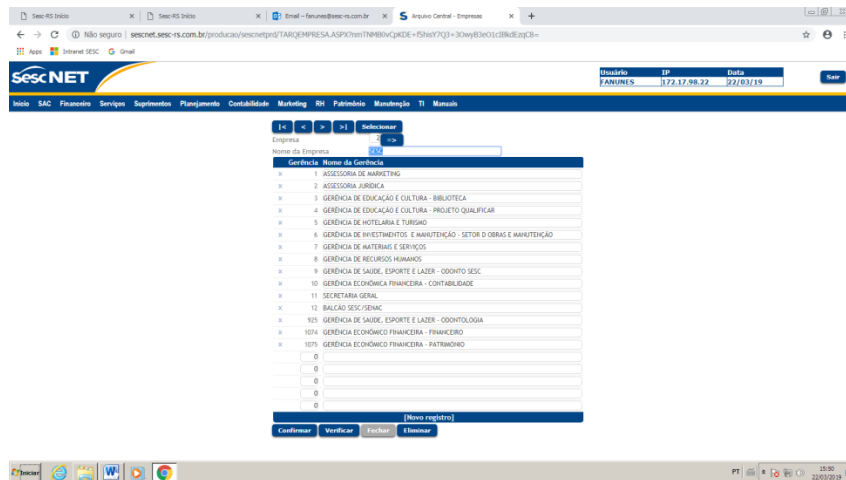 Sesc-RS Início
Sesc-RS Início
Email – fanunes@sesc-rs.com.br
Arquivo Central - Empresas
Não seguro | sescnet.sesc-rs.com.br/producao/sescnetprd/
Apps Intranet SESC Gmail
SescNET
Usuário IP Data
FANUNES 172.17.98.22 22/03/19
Sair
Início SAC Financeiro Serviços Suprimentos Planejamento Contabilidade Marketing RH Patrimônio Manutenção TI Manuais
|< < > >| Selecionar
Empresa 2 =>
Nome da Empresa SESC
Gerência Nome da Gerência
x 1 ASSESSORIA DE MARKETING
x 2 ASSESSORIA JURÍDICA
x 3 GERÊNCIA DE EDUCAÇÃO E CULTURA - BIBLIOTECA
x 4 GERÊNCIA DE EDUCAÇÃO E CULTURA - PROJETO QUALIFICAR
x 5 GERÊNCIA DE HOTELARIA E TURISMO
x 6 GERÊNCIA DE INVESTIMENTOS E MANUTENÇÃO - SETOR D OBRAS E MANUTENÇÃO
x 7 GERÊNCIA DE MATERIAIS E SERVIÇOS
x 8 GERÊNCIA DE RECURSOS HUMANOS
x 9 GERÊNCIA DE SAÚDE, ESPORTE E LAZER - ODONTO SESC
x 10 GERÊNCIA ECONÔMICA FINANCEIRA - CONTABILIDADE
x 11 SECRETARIA GERAL
x 12 BALCÃO SESC/SENAC
x 925 GERÊNCIA DE SAÚDE, ESPORTE E LAZER - ODONTOLOGIA
x 1074 GERÊNCIA ECONÔMICO FINANCEIRA - FINANCEIRO
x 1075 GERÊNCIA ECONÔMICO FINANCEIRA - PATRIMÔNIO
0
0
0
0
0
[Novo registro]
Confirmar Verificar Fechar Eliminar
Iniciar
PT
15:50
22/03/2019